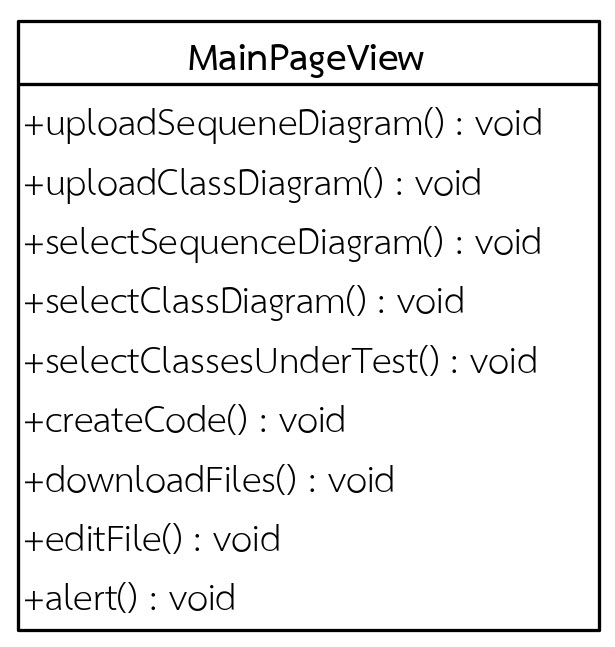 MainPageView
+uploadSequeneDiagram() : void
+uploadClassDiagram() : void
+selectSequenceDiagram() : void
+selectClassDiagram() : void
+selectClassesUnderTest() : void
+createCode() : void
+downloadFiles() : void
+editFile() : void
+alert() : void